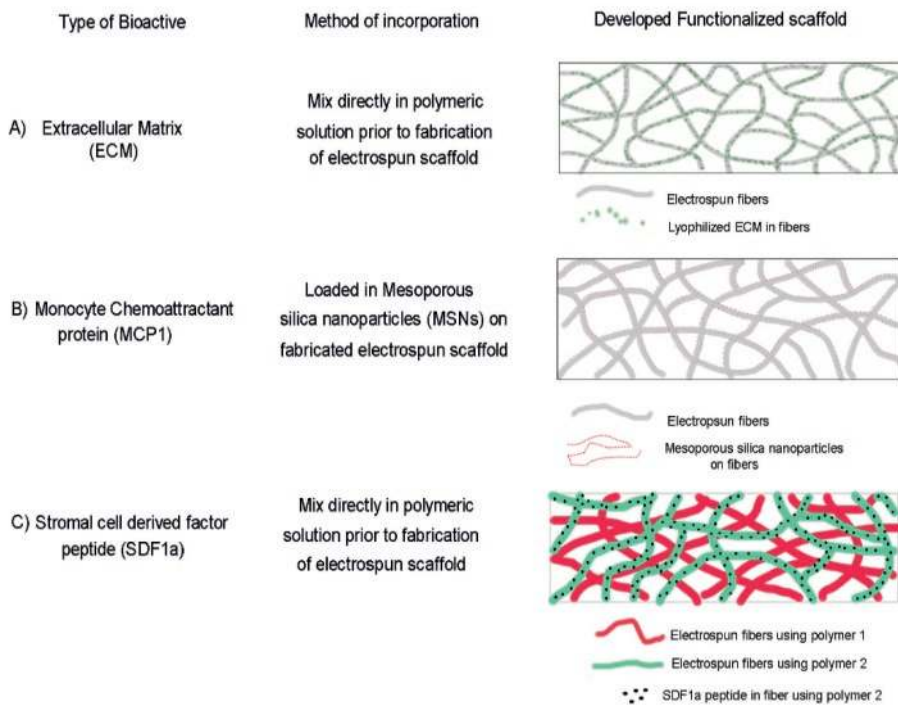 Type of Bioactive
Method of incorporation
Developed Functionalized scaffold
A) Extracellular Matrix
(ECM)
Mix directly in polymeric
solution prior to fabrication
of electrospun scaffold
Electrospun fibers
Lyophilized ECM in fibers
B) Monocyte Chemoattractant
protein (MCP1)
Loaded in Mesoporous
silica nanoparticles (MSNs) on
fabricated electrospun scaffold
Electropsun fibers
Mesoporous silica nanoparticles
on fibers
C) Stromal cell derived factor
peptide (SDF1a)
Mix directly in polymeric
solution prior to fabrication
of electrospun scaffold
Electrospun fibers using polymer 1
Electrospun fibers using polymer 2
SDF1a peptide in fiber using polymer 2